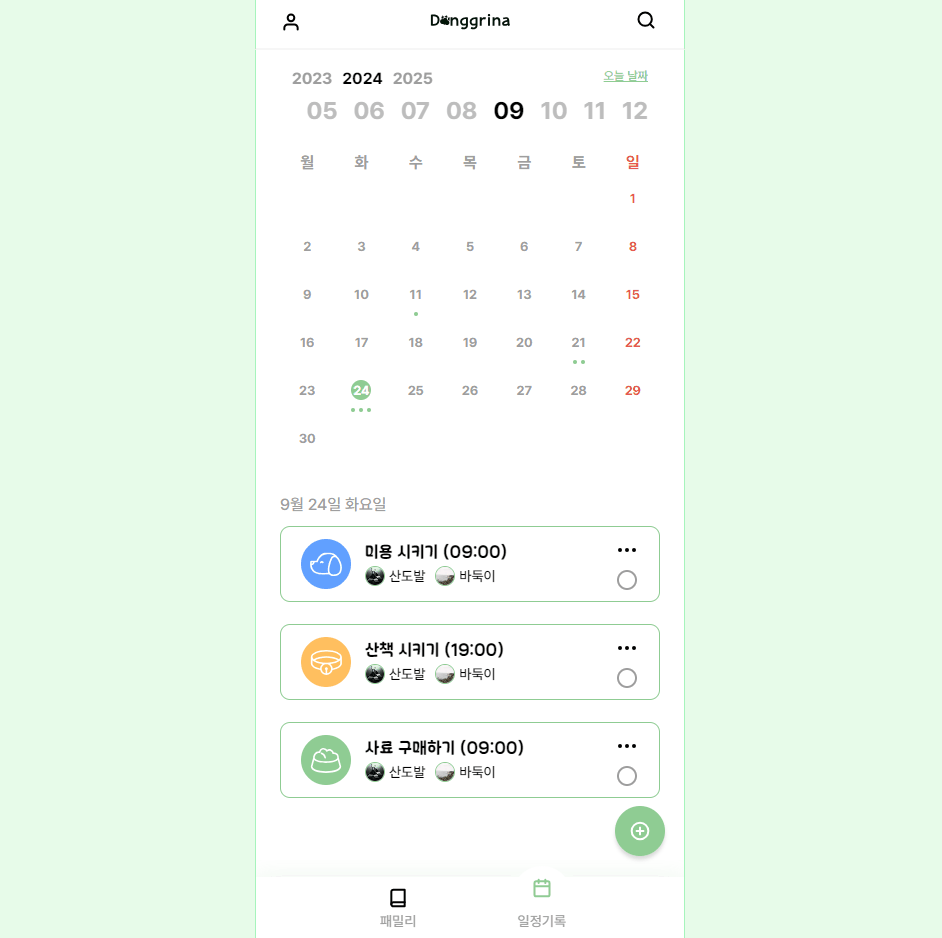 Danggrina
2023 2024 2025 오늘 날짜
05 06 07 08 09 10 11 12
월 화 수 목 금 토 일
1
2 3 4 5 6 7 8
9 10 11 12 13 14 15
16 17 18 19 20 21 22
23 24 25 26 27 28 29
30
9월 24일 화요일
미용 시키기 (09:00)
산도발 바둑이
산책 시키기 (19:00)
산도발 바둑이
사료 구매하기 (09:00)
산도발 바둑이
패밀리 일정기록